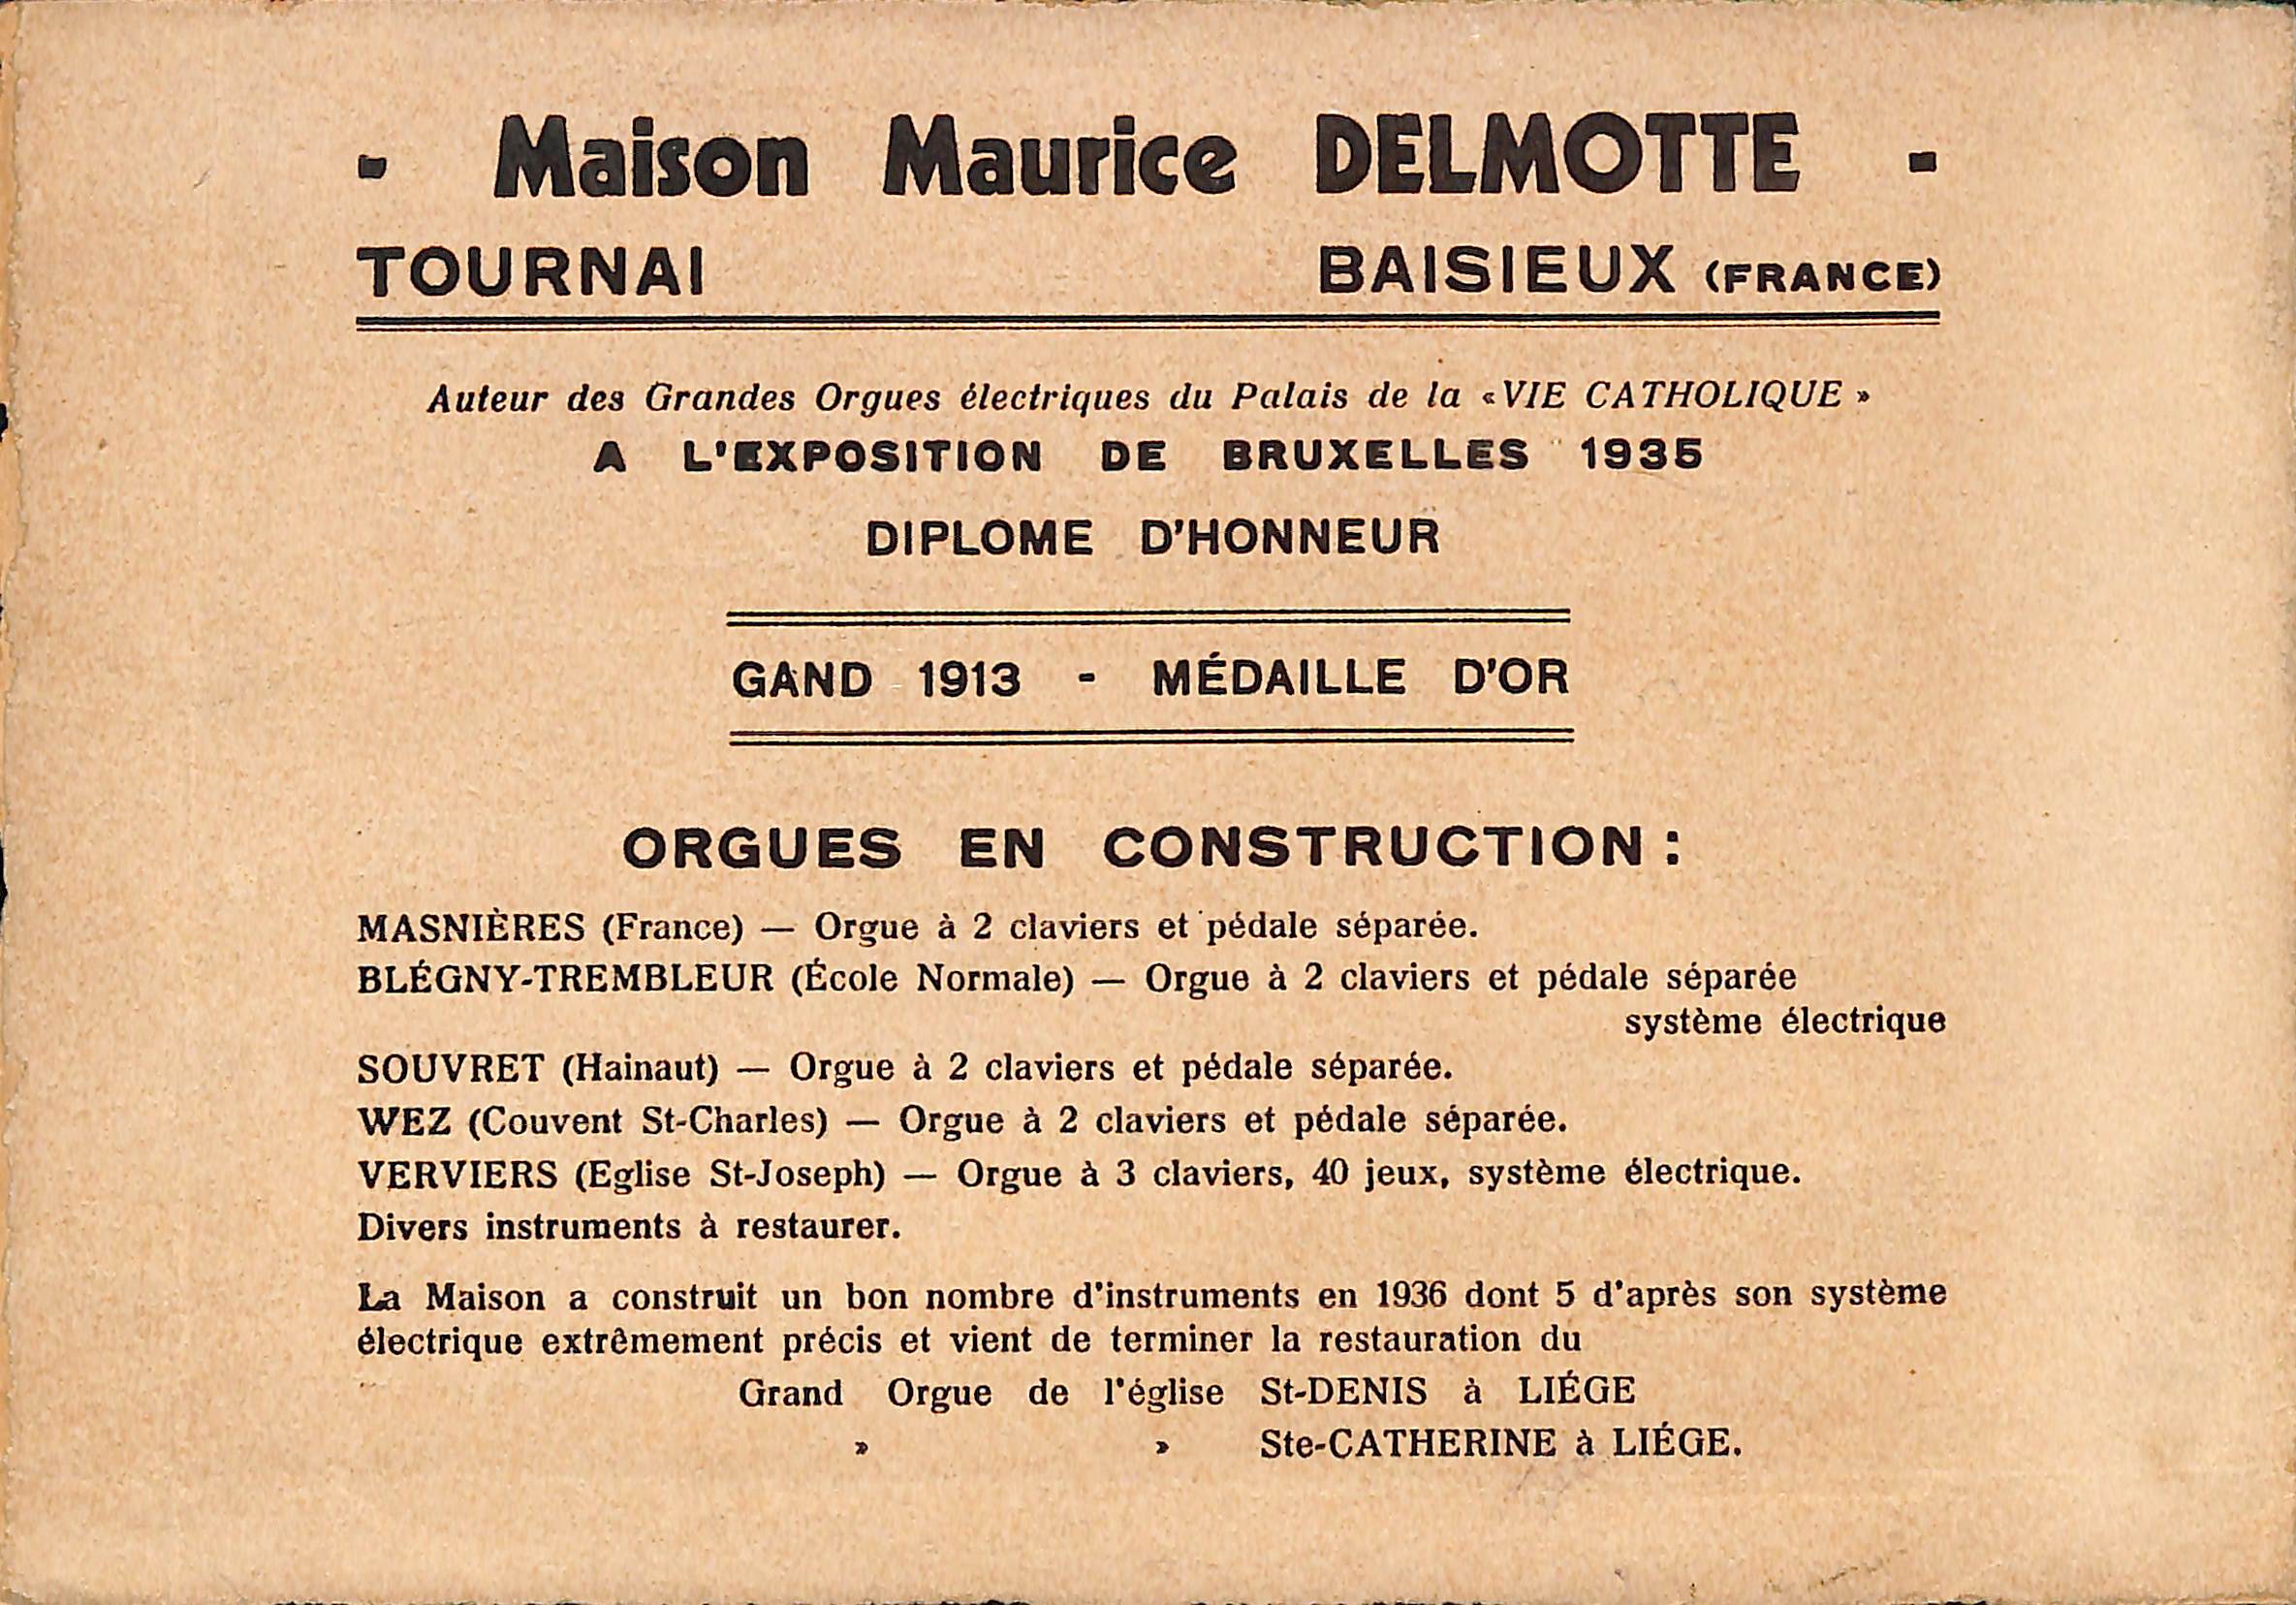 - Maison Maurice DELMOTTE -
TOURNAI BAISIEUX (FRANCE)
Auteur des Grandes Orgues électriques du Palais de la «VIE CATHOLIQUE »
A L'EXPOSITION DE BRUXELLES 1935
DIPLOME D'HONNEUR
GAND 1913 - MÉDAILLE D'OR
ORGUES EN CONSTRUCTION :
MASNIÈRES (France) — Orgue à 2 claviers et pédale séparée.
BLÉGNY-TREMBLEUR (École Normale) — Orgue à 2 claviers et pédale séparée
système électrique
SOUVRET (Hainaut) — Orgue à 2 claviers et pédale séparée.
WEZ (Couvent St-Charles) — Orgue à 2 claviers et pédale séparée.
VERVIERS (Eglise St-Joseph) — Orgue à 3 claviers, 40 jeux, système électrique.
Divers instruments à restaurer.
La Maison a construit un bon nombre d'instruments en 1936 dont 5 d'après son système
électrique extrêmement précis et vient de terminer la restauration du
Grand Orgue de l'église St-DENIS à LIÉGE
» » Ste-CATHERINE à LIÉGE.